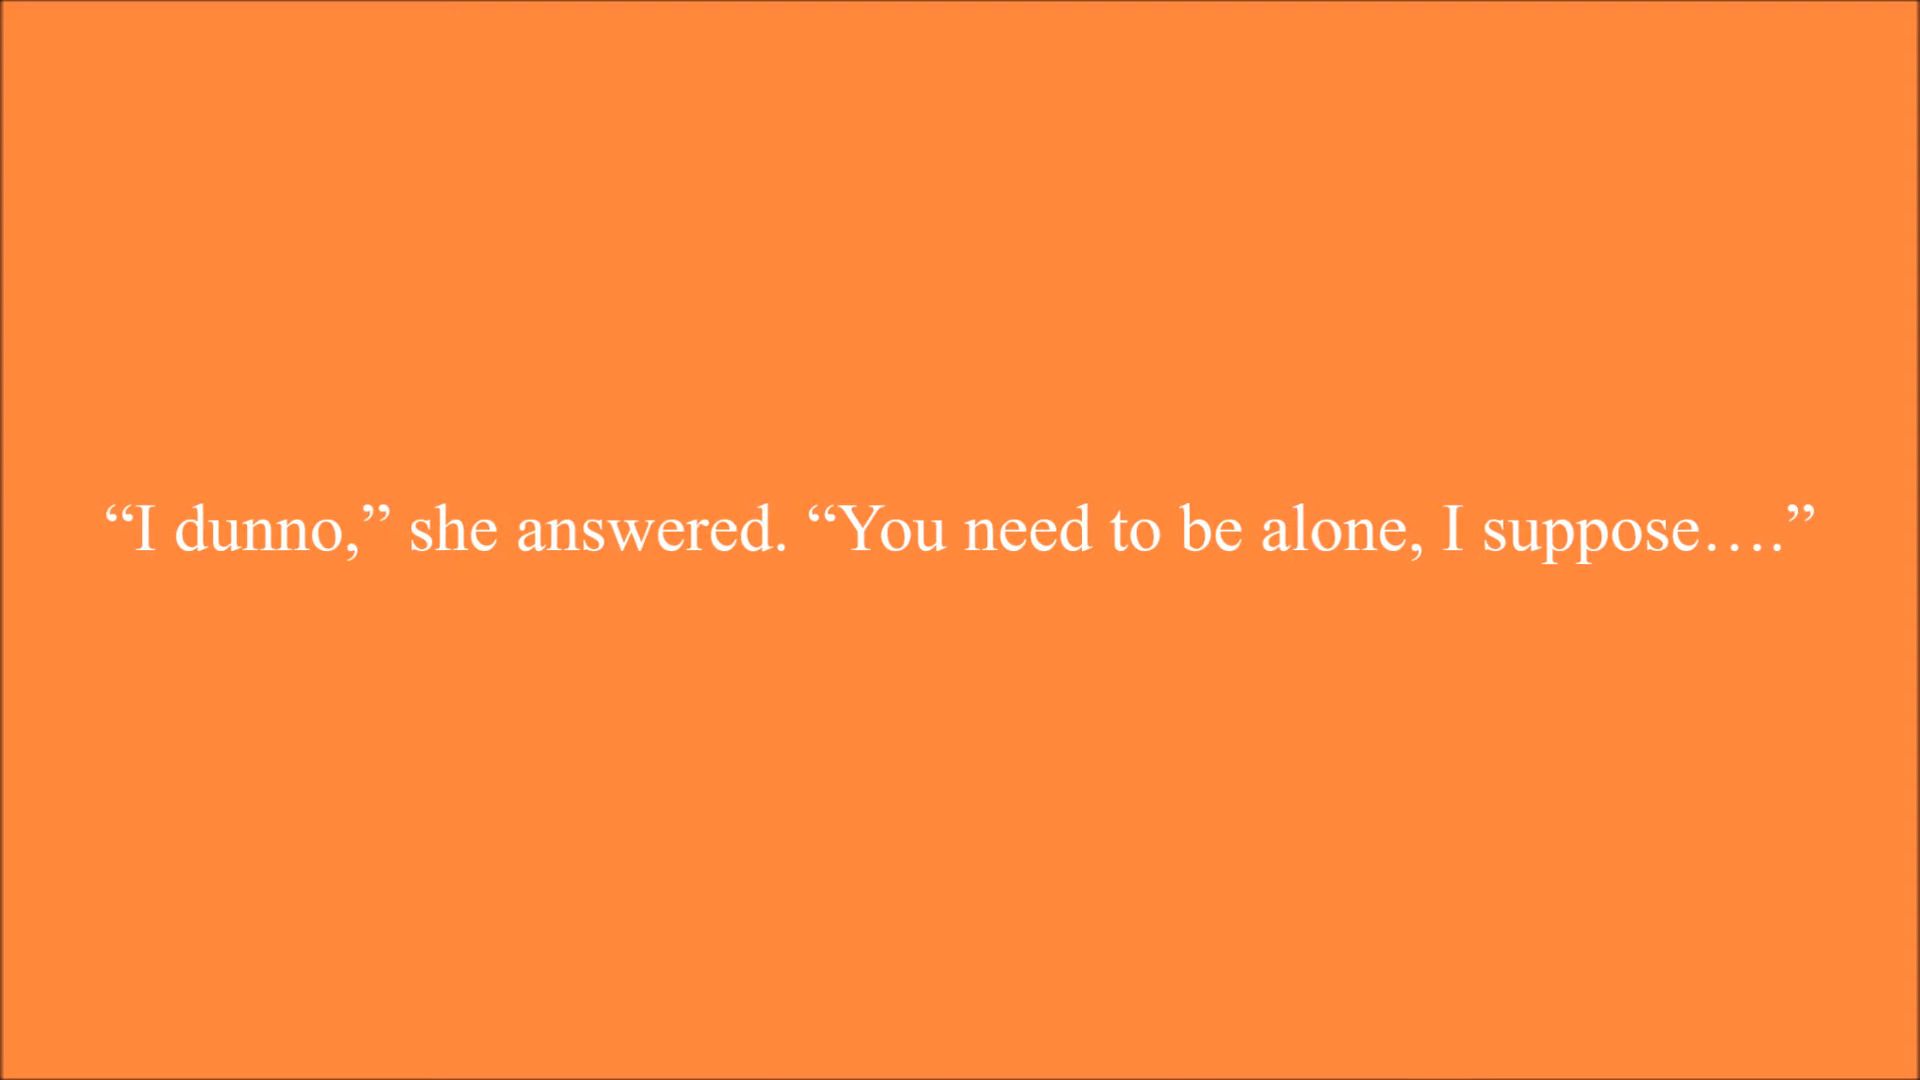 “I dunno,” she answered. “You need to be alone, I suppose….”